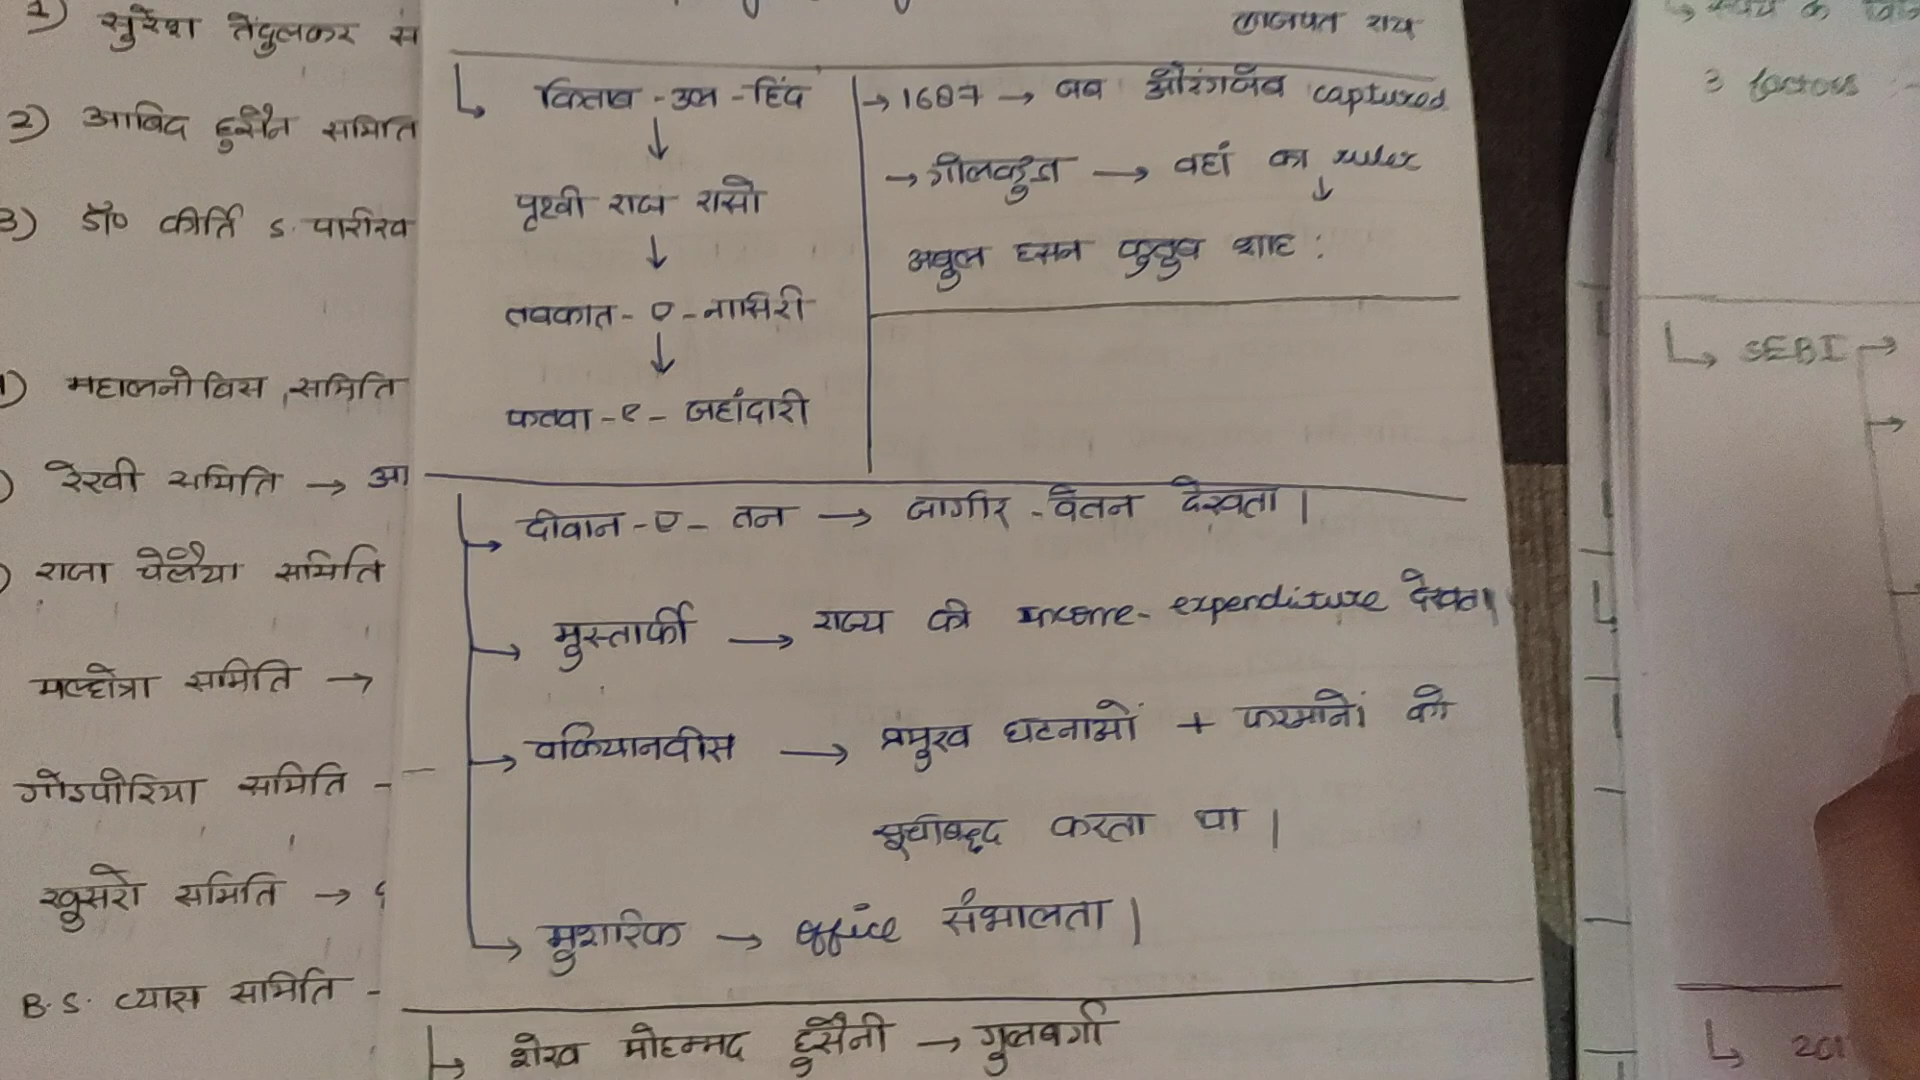 1) सुरेश तेंदुलकर स
2) आबिद हुसैन समिति
3) डॉ० कीर्ति S. पारीख
महालनोविस समिति
रेखी समिति → आ
राजा चेलैया समिति
मल्होत्रा समिति →
गोइपोरिया समिति -
खुसरो समिति →
B.S. व्यास समिति -
लाजपत राय
किताब-उल-हिंद
↓
पृथ्वी राज रासो
↓
तबकात-ए-नासिरी
↓
फतवा-ए-जहांदारी
→ 1687 → जब औरंगजेब captured
→ गोलकुंडा → वहां का ruler
↓
अबुल हसन कुतुब शाह :
दीवान-ए-तन → जागीर-वेतन देखता।
मुस्तार्फी → राज्य की income-expenditure देखता।
वकियानवीस → प्रमुख घटनाओं + फरमानों को
सूचीबद्ध करता था।
मुशरिफ → office संभालता।
शेख मोहम्मद हुसैनी → गुलबर्गा
3 factors
SEBI →
201